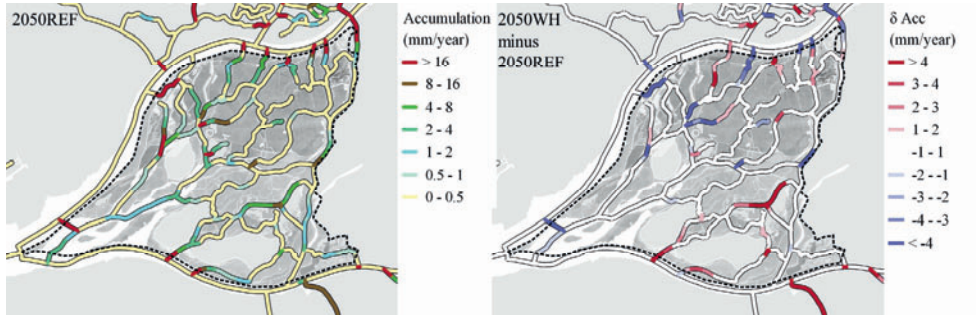 2050REF
Accumulation
(mm/year)
> 16
8 - 16
4 - 8
2 - 4
1 - 2
0.5 - 1
0 - 0.5
2050WH
minus
2050REF
δ Acc
(mm/year)
> 4
3 - 4
2 - 3
1 - 2
-1 - 1
-2 - -1
-3 - -2
-4 - -3
< -4